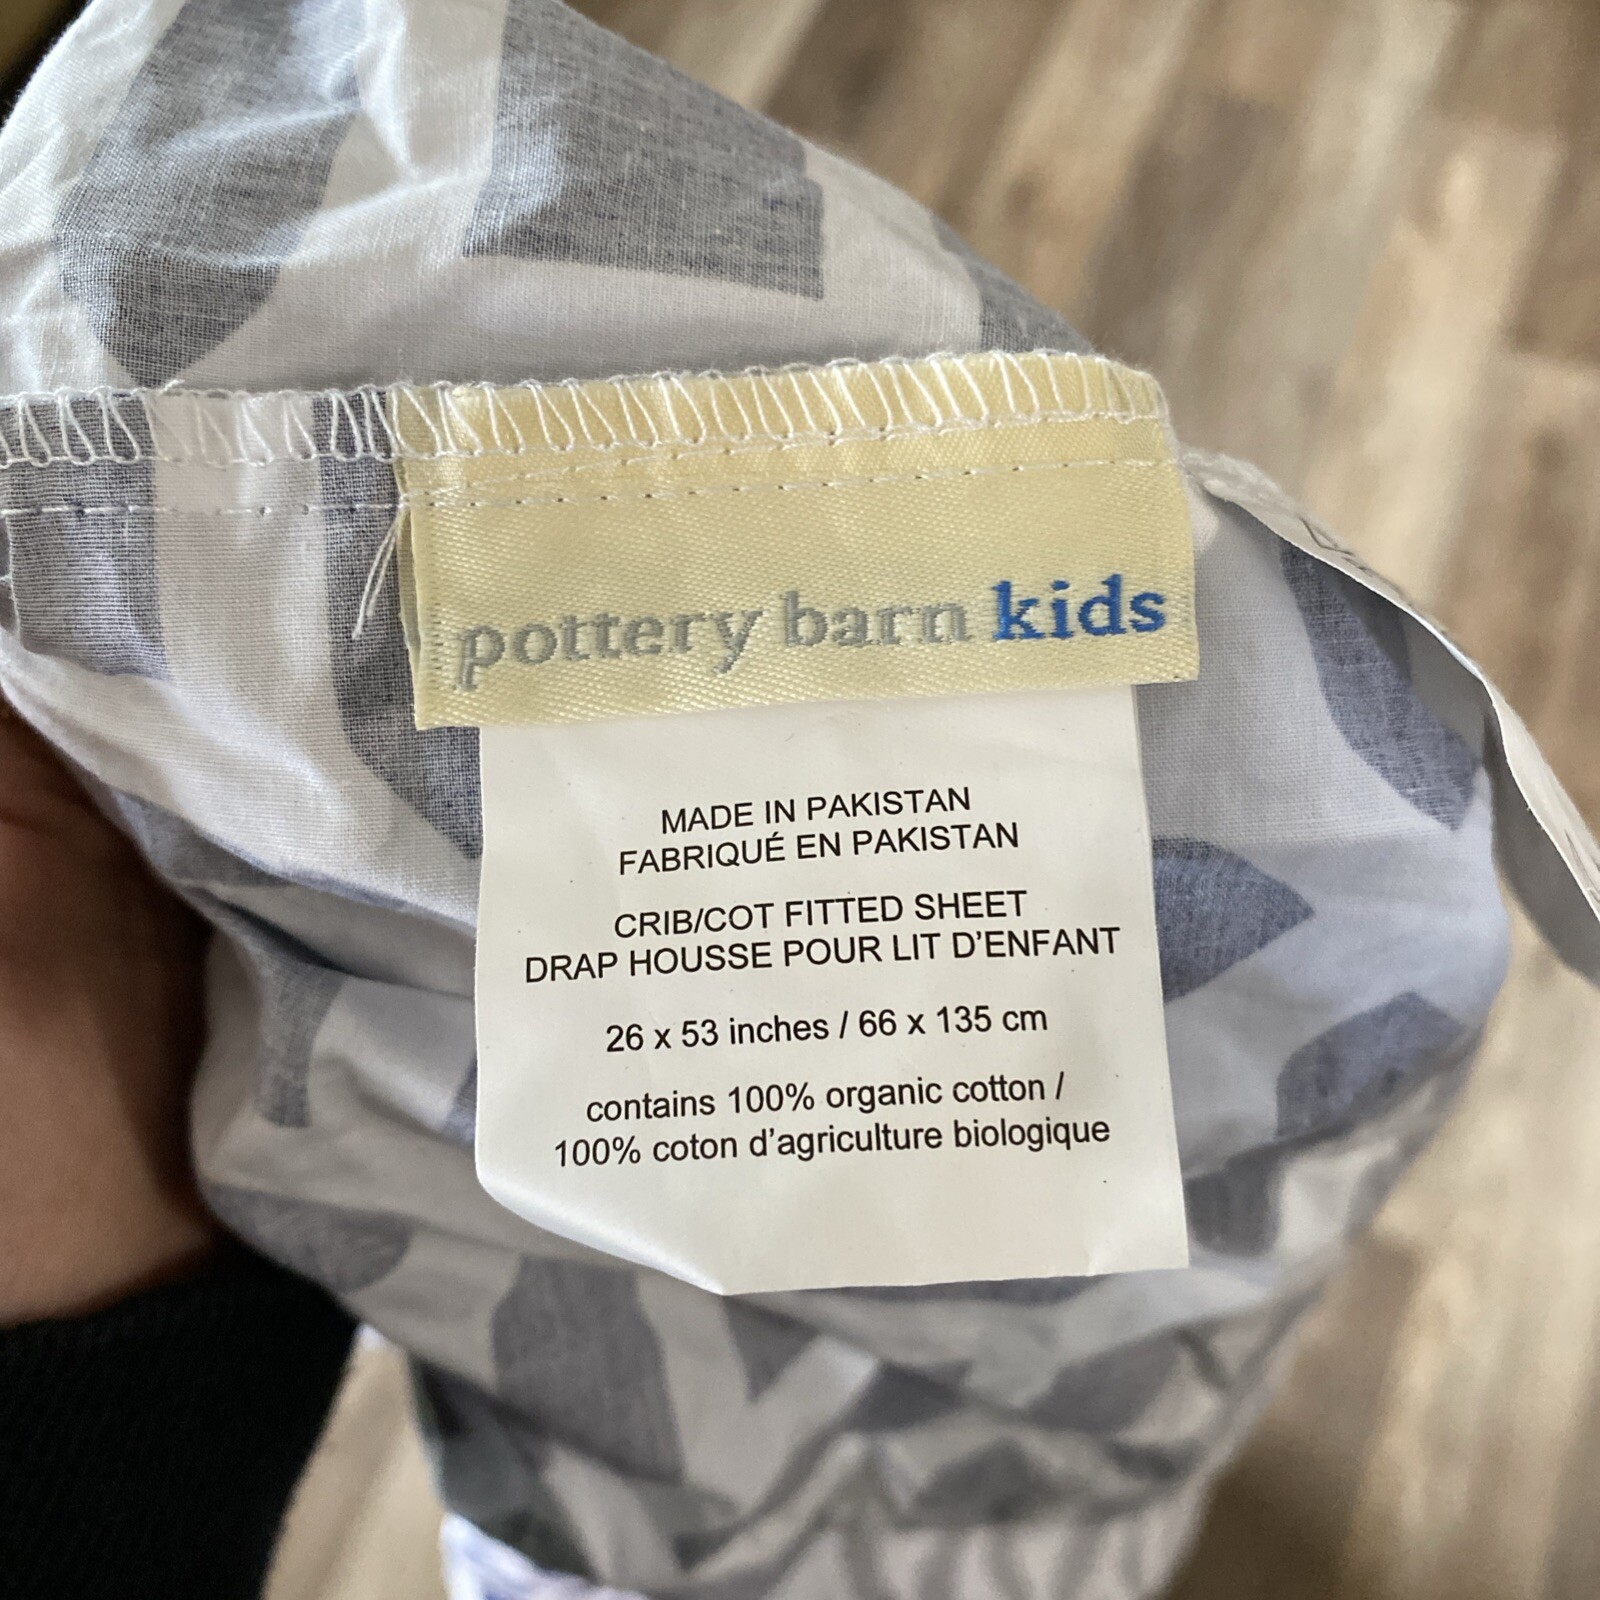 pottery barn kids
MADE IN PAKISTAN
FABRIQUÉ EN PAKISTAN
CRIB/COT FITTED SHEET
DRAP HOUSSE POUR LIT D'ENFANT
26 x 53 inches / 66 x 135 cm
contains 100% organic cotton /
100% coton d'agriculture biologique